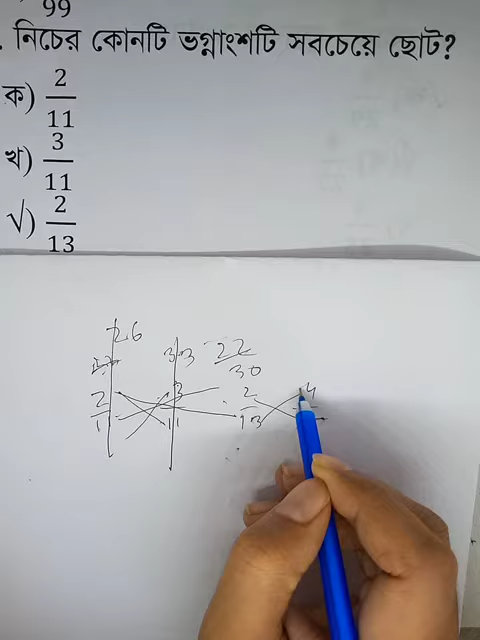 99
. নিচের কোনটি ভগ্নাংশটি সবচেয়ে ছোট?
ক) 2/11
খ) 3/11
√) 2/13
26
33 22/30
2/11 3/11 2/13 4